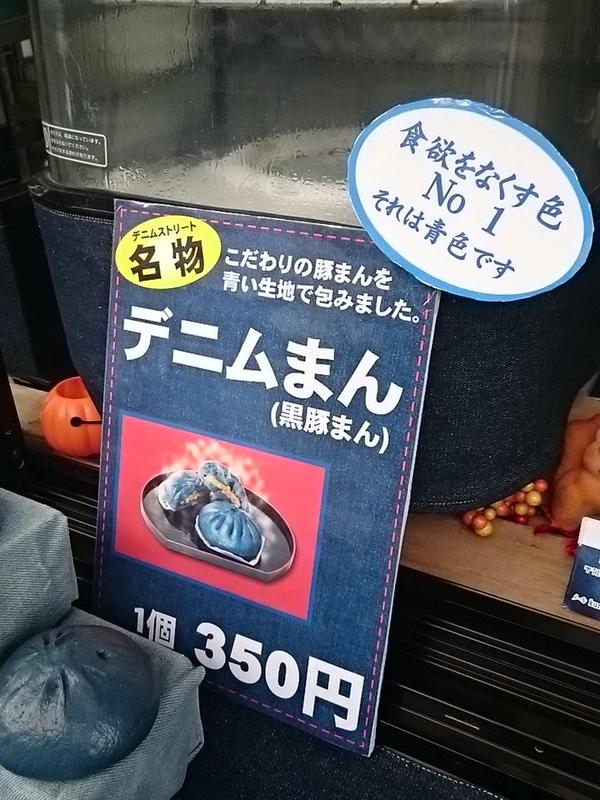 食欲をなくす色
No 1
それは青色です
デニムストリート
名物
こだわりの豚まんを
青い生地で包みました。
デニムまん
(黒豚まん)
1個 350円